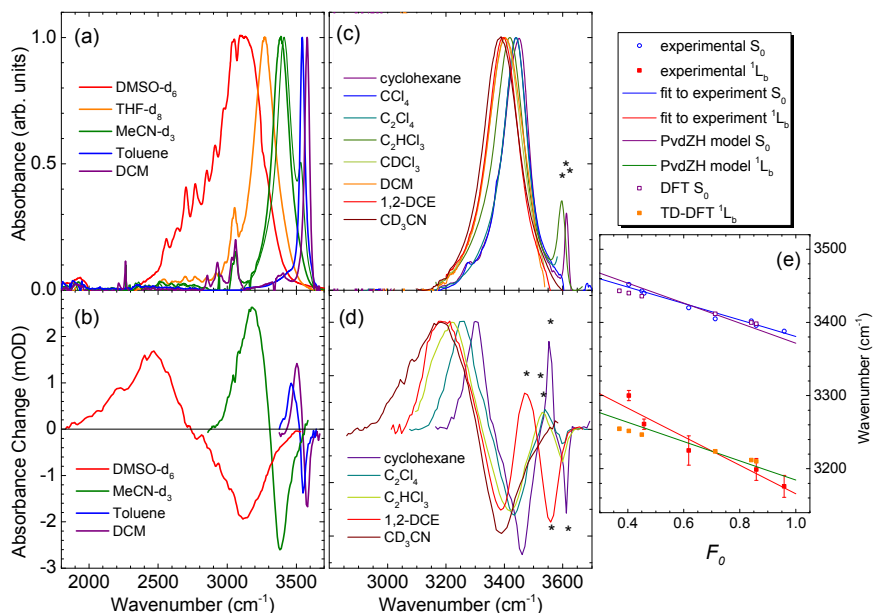 (a)
1.0
0.5
0.0
Absorbance (arb. units)
DMSO-d6
THF-d8
MeCN-d3
Toluene
DCM
(c)
cyclohexane
CCl4
C2Cl4
C2HCl3
CDCl3
DCM
1,2-DCE
CD3CN
*
*
*
experimental S0
experimental 1Lb
fit to experiment S0
fit to experiment 1Lb
PvdZH model S0
PvdZH model 1Lb
DFT S0
TD-DFT 1Lb
(b)
2
1
0
-1
-2
-3
Absorbance Change (mOD)
DMSO-d6
MeCN-d3
Toluene
DCM
2000 2500 3000 3500
Wavenumber (cm-1)
(d)
*
*
*
*
*
*
cyclohexane
C2Cl4
C2HCl3
1,2-DCE
CD3CN
3000 3200 3400 3600
Wavenumber (cm-1)
(e)
3500
3400
3300
3200
Wavenumber (cm-1)
0.4 0.6 0.8 1.0
F0